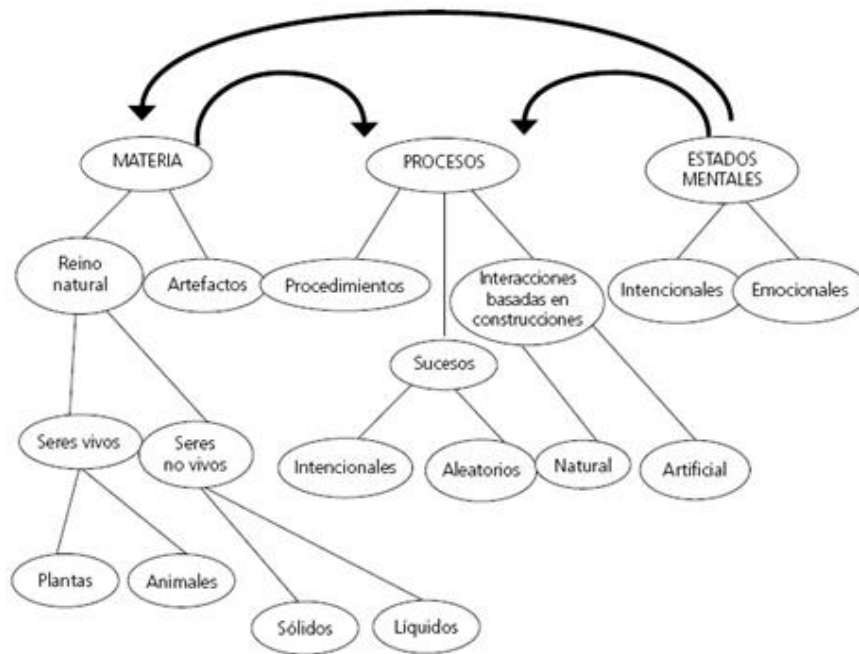 MATERIA
PROCESOS
ESTADOS
MENTALES
Reino
natural
Artefactos
Procedimientos
Interacciones
basadas en
construcciones
Intencionales
Emocionales
Sucesos
Seres vivos
Seres
no vivos
Intencionales
Aleatorios
Natural
Artificial
Plantas
Animales
Sólidos
Líquidos